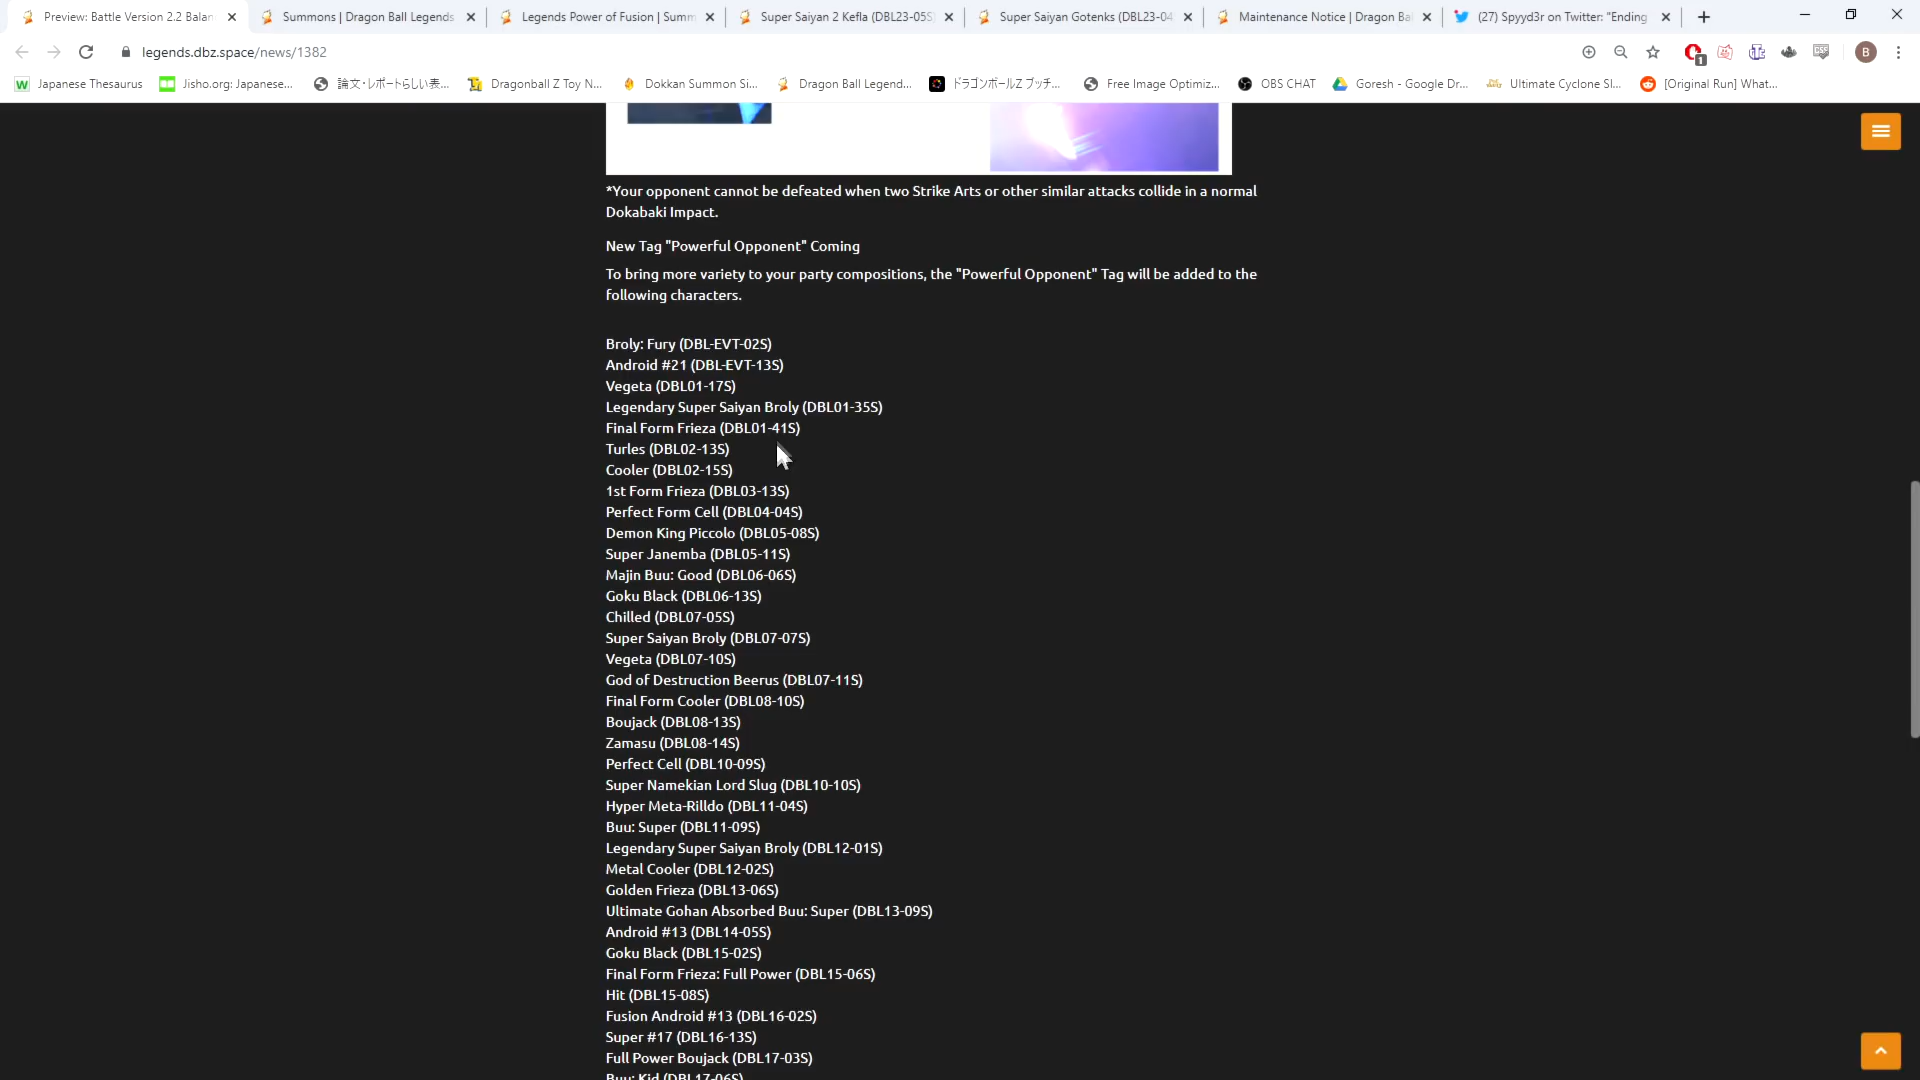 Preview: Battle Version 2.2 Balan
Summons | Dragon Ball Legends
Legends Power of Fusion | Summ
Super Saiyan 2 Kefla (DBL23-05S
Super Saiyan Gotenks (DBL23-04
Maintenance Notice | Dragon Ba
(27) Spyyd3r on Twitter: "Ending
legends.dbz.space/news/1382
1
B
Japanese Thesaurus
Jisho.org: Japanese...
論文・レポートらしい表...
Dragonball Z Toy N...
Dokkan Summon Si...
Dragon Ball Legend...
ドラゴンボールZ ブッチ...
Free Image Optimiz...
OBS CHAT
Goresh - Google Dr...
Ultimate Cyclone Sl...
[Original Run] What...
*Your opponent cannot be defeated when two Strike Arts or other similar attacks collide in a normal
Dokabaki Impact.
New Tag "Powerful Opponent" Coming
To bring more variety to your party compositions, the "Powerful Opponent" Tag will be added to the
following characters.
Broly: Fury (DBL-EVT-02S)
Android #21 (DBL-EVT-13S)
Vegeta (DBL01-17S)
Legendary Super Saiyan Broly (DBL01-35S)
Final Form Frieza (DBL01-41S)
Turles (DBL02-13S)
Cooler (DBL02-15S)
1st Form Frieza (DBL03-13S)
Perfect Form Cell (DBL04-04S)
Demon King Piccolo (DBL05-08S)
Super Janemba (DBL05-11S)
Majin Buu: Good (DBL06-06S)
Goku Black (DBL06-13S)
Chilled (DBL07-05S)
Super Saiyan Broly (DBL07-07S)
Vegeta (DBL07-10S)
God of Destruction Beerus (DBL07-11S)
Final Form Cooler (DBL08-10S)
Boujack (DBL08-13S)
Zamasu (DBL08-14S)
Perfect Cell (DBL10-09S)
Super Namekian Lord Slug (DBL10-10S)
Hyper Meta-Rilldo (DBL11-04S)
Buu: Super (DBL11-09S)
Legendary Super Saiyan Broly (DBL12-01S)
Metal Cooler (DBL12-02S)
Golden Frieza (DBL13-06S)
Ultimate Gohan Absorbed Buu: Super (DBL13-09S)
Android #13 (DBL14-05S)
Goku Black (DBL15-02S)
Final Form Frieza: Full Power (DBL15-06S)
Hit (DBL15-08S)
Fusion Android #13 (DBL16-02S)
Super #17 (DBL16-13S)
Full Power Boujack (DBL17-03S)
Buu: Kid (DBL17-06S)